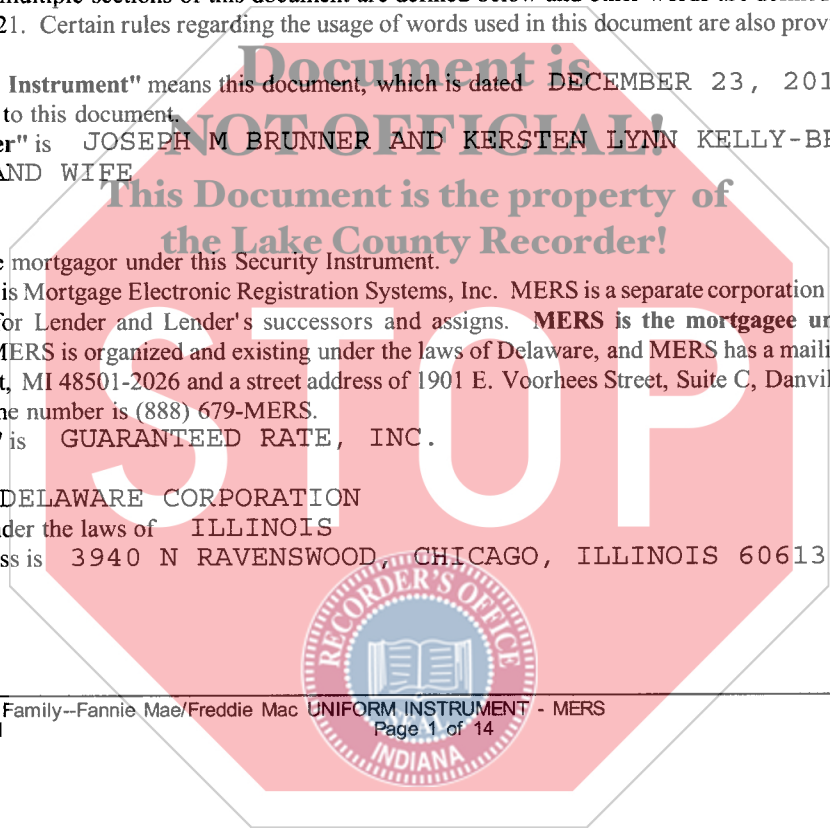 multiple sections of this document are defined below and other words are defined
21. Certain rules regarding the usage of words used in this document are also prov
Document is
Instrument" means this document, which is dated DECEMBER 23, 201
to this document.
NOT OFFICIAL!
er" is JOSEPH M BRUNNER AND KERSTEN LYNN KELLY-BR
AND WIFE
This Document is the property of
the Lake County Recorder!
e mortgagor under this Security Instrument.
is Mortgage Electronic Registration Systems, Inc. MERS is a separate corporation
for Lender and Lender's successors and assigns. MERS is the mortgagee un
MERS is organized and existing under the laws of Delaware, and MERS has a maili
t, MI 48501-2026 and a street address of 1901 E. Voorhees Street, Suite C, Danvil
ne number is (888) 679-MERS.
" is GUARANTEED RATE, INC.
STOP
DELAWARE CORPORATION
der the laws of ILLINOIS
ss is 3940 N RAVENSWOOD, CHICAGO, ILLINOIS 60613
RECORDER'S OFFICE
Family--Fannie Mae/Freddie Mac UNIFORM INSTRUMENT - MERS
SEAL
Page 1 of 14
INDIANA